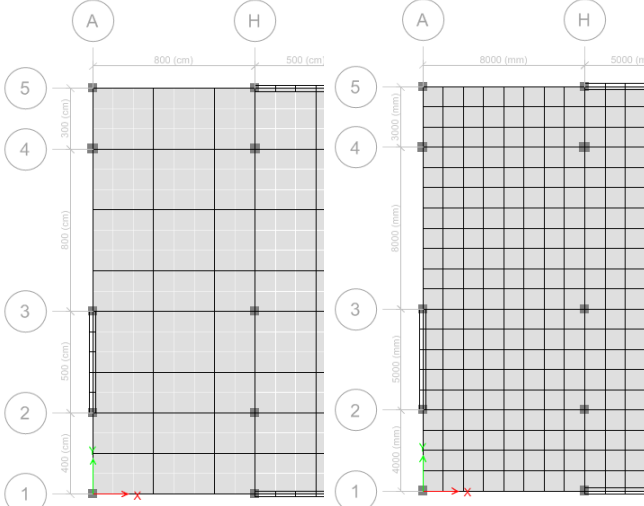 A H
800 (cm) 500 (cm)
5
300 (cm)
4
800 (cm)
3
500 (cm)
2
400 (cm)
Y
1 X
A H
8000 (mm) 5000 (m
5
3000 (mm)
4
8000 (mm)
3
5000 (mm)
2
4000 (mm)
Y
1 X